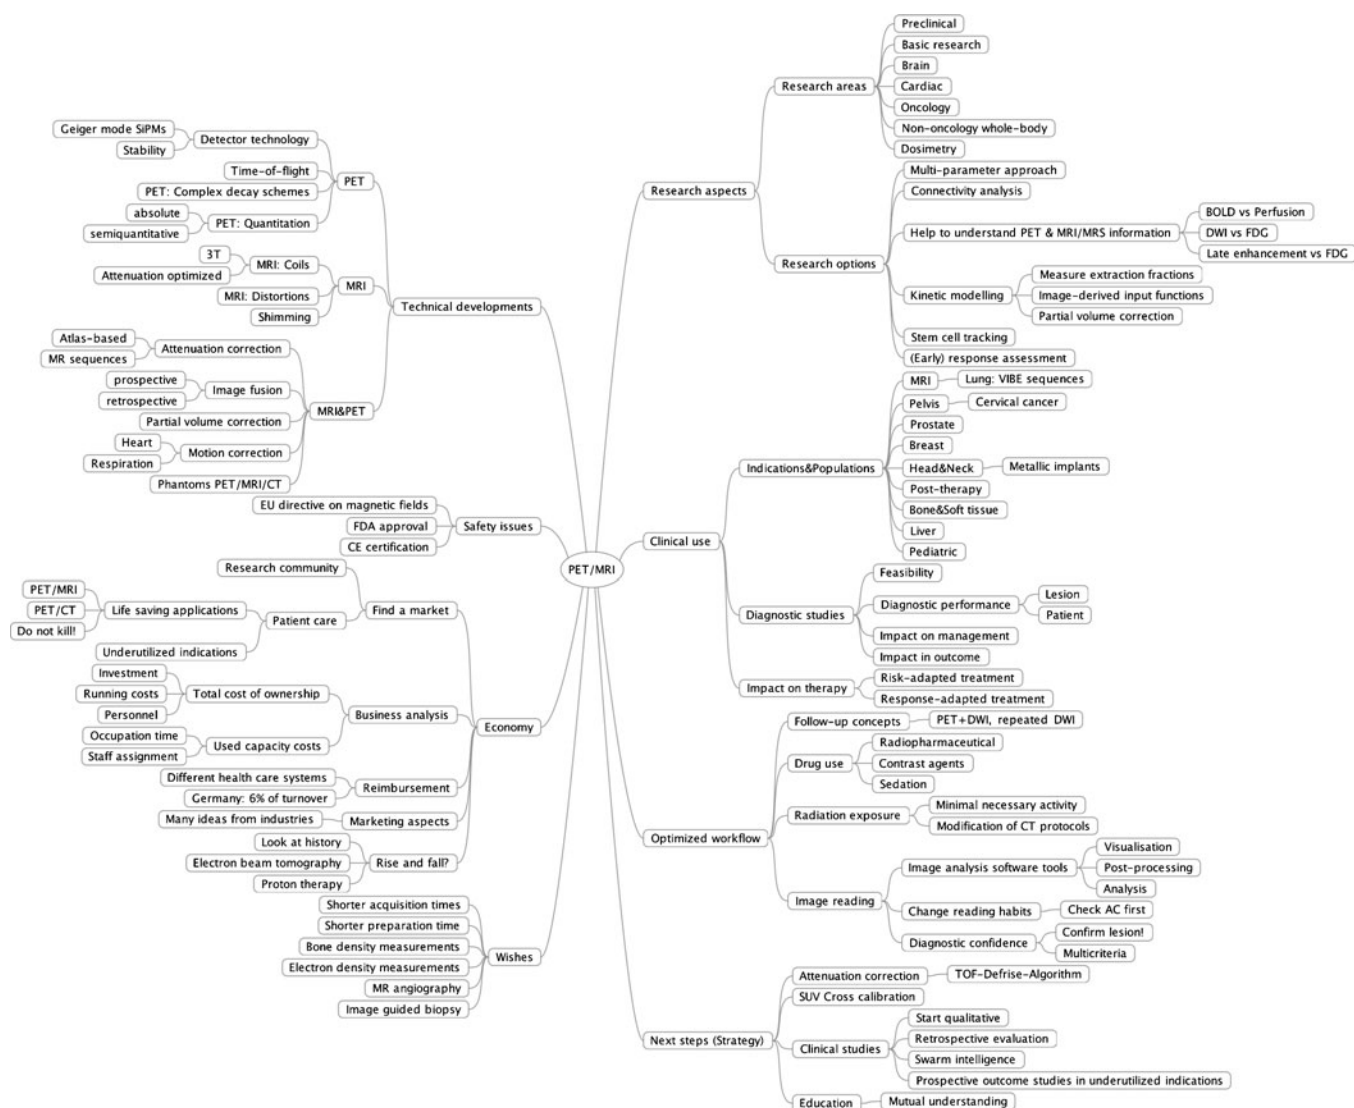 PET/MRI
Technical developments
PET
Detector technology
Geiger mode SiPMs
Stability
Time-of-flight
PET: Complex decay schemes
PET: Quantitation
absolute
semiquantitative
MRI
MRI: Coils
3T
Attenuation optimized
MRI: Distortions
Shimming
MRI&PET
Attenuation correction
Atlas-based
MR sequences
Image fusion
prospective
retrospective
Partial volume correction
Motion correction
Heart
Respiration
Phantoms PET/MRI/CT
Safety issues
EU directive on magnetic fields
FDA approval
CE certification
Economy
Find a market
Research community
Patient care
Life saving applications
PET/MRI
PET/CT
Do not kill!
Underutilized indications
Business analysis
Total cost of ownership
Investment
Running costs
Personnel
Used capacity costs
Occupation time
Staff assignment
Reimbursement
Different health care systems
Germany: 6% of turnover
Marketing aspects
Many ideas from industries
Rise and fall?
Look at history
Electron beam tomography
Proton therapy
Wishes
Shorter acquisition times
Shorter preparation time
Bone density measurements
Electron density measurements
MR angiography
Image guided biopsy
Research aspects
Research areas
Preclinical
Basic research
Brain
Cardiac
Oncology
Non-oncology whole-body
Dosimetry
Research options
Multi-parameter approach
Connectivity analysis
Help to understand PET & MRI/MRS information
BOLD vs Perfusion
DWI vs FDG
Late enhancement vs FDG
Kinetic modelling
Measure extraction fractions
Image-derived input functions
Partial volume correction
Stem cell tracking
(Early) response assessment
Clinical use
Indications&Populations
MRI
Lung: VIBE sequences
Pelvis
Cervical cancer
Prostate
Breast
Head&Neck
Metallic implants
Post-therapy
Bone&Soft tissue
Liver
Pediatric
Diagnostic studies
Feasibility
Diagnostic performance
Lesion
Patient
Impact on management
Impact in outcome
Impact on therapy
Risk-adapted treatment
Response-adapted treatment
Optimized workflow
Follow-up concepts
PET+DWI, repeated DWI
Drug use
Radiopharmaceutical
Contrast agents
Sedation
Radiation exposure
Minimal necessary activity
Modification of CT protocols
Image reading
Image analysis software tools
Visualisation
Post-processing
Analysis
Change reading habits
Check AC first
Diagnostic confidence
Confirm lesion!
Multicriteria
Next steps (Strategy)
Attenuation correction
TOF-Defrise-Algorithm
SUV Cross calibration
Clinical studies
Start qualitative
Retrospective evaluation
Swarm intelligence
Prospective outcome studies in underutilized indications
Education
Mutual understanding